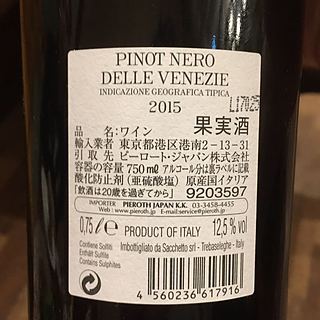 PINOT NERO
DELLE VENEZIE
INDICAZIONE GEOGRAFICA TIPICA
2015
品名:ワイン 果実酒
輸入業者 東京都港区港南2-13-31
引取先 ピーロート・ジャパン株式会社
容器の容量 750mℓ アルコール分は裏ラベルに記載
酸化防止剤(亜硫酸塩) 原産国イタリア
「飲酒は20歳を過ぎてから」 9203597
IMPORTER PIEROTH JAPAN K.K. 03-3458-4455
www.pieroth.jp E-mail:service@pieroth.jp
0,75 ℓ PRODUCT OF ITALY 12,5 % vol
Contiene Solfiti
Enthält Sulfite
Contains Sulphites
Imbottigliato da Sacchetto srl - Trebaseleghe - Italy
4 560236 617916